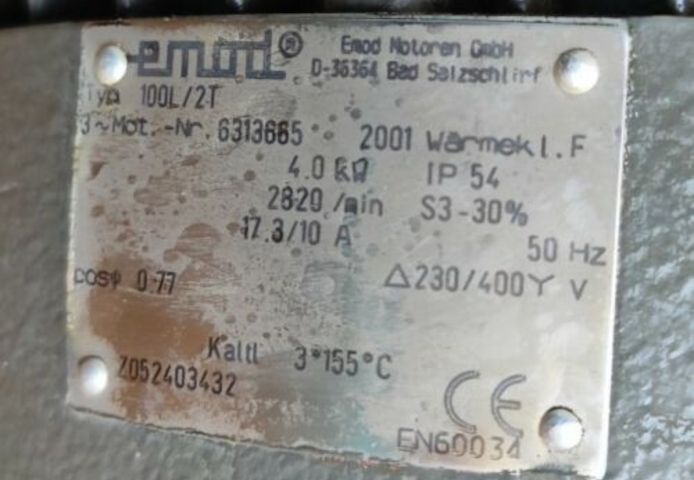 emod® Emod Motoren GmbH
D-36364 Bad Salzschlirf
Typ 100L/2T
3~Mot.-Nr. 6313665 2001 Wärmekl. F
4.0 kW IP 54
2820 /min S3-30%
17.3/10 A
50 Hz
cosφ 0.77 △230/400Y V
Kaltl 3*155°C
Z052403432
CE
EN60034